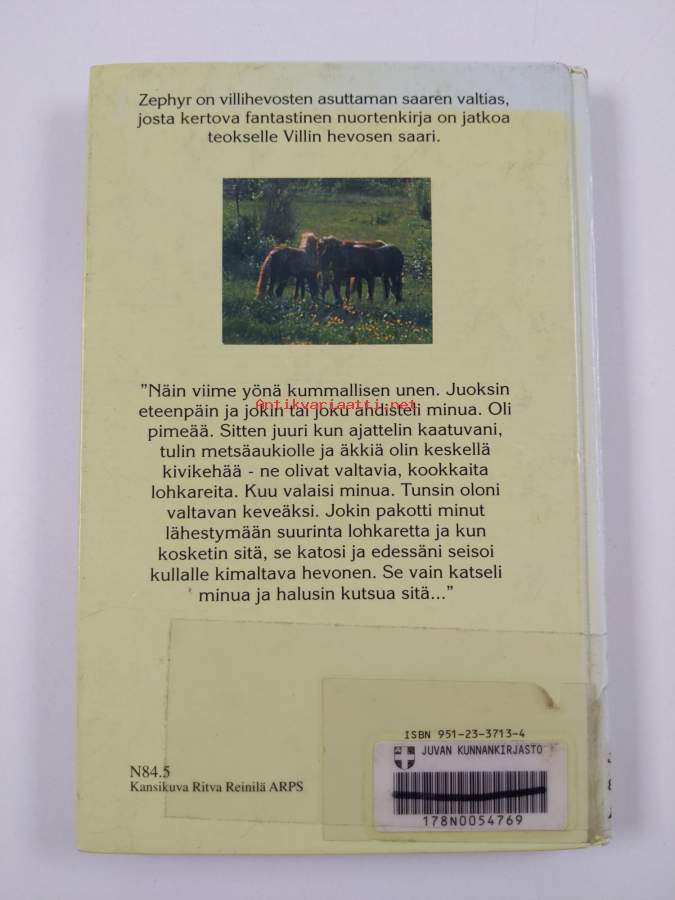 Zephyr on villihevosten asuttaman saaren valtias,
josta kertova fantastinen nuortenkirja on jatkoa
teokselle Villin hevosen saari.
"Näin viime yönä kummallisen unen. Juoksin
eteenpäin ja jokin tai joku ahdisteli minua. Oli
Antikvariaatti.net
pimeää. Sitten juuri kun ajattelin kaatuvani,
tulin metsäaukiolle ja äkkiä olin keskellä
kivikehää - ne olivat valtavia, kookkaita
lohkareita. Kuu valaisi minua. Tunsin oloni
valtavan keveäksi. Jokin pakotti minut
lähestymään suurinta lohkaretta ja kun
kosketin sitä, se katosi ja edessäni seisoi
kullalle kimaltava hevonen. Se vain katseli
minua ja halusin kutsua sitä..."
ISBN 951-23-3713-4
JUVAN KUNNANKIRJASTO
178N0054769
N84.5
Kansikuva Ritva Reinilä ARPS